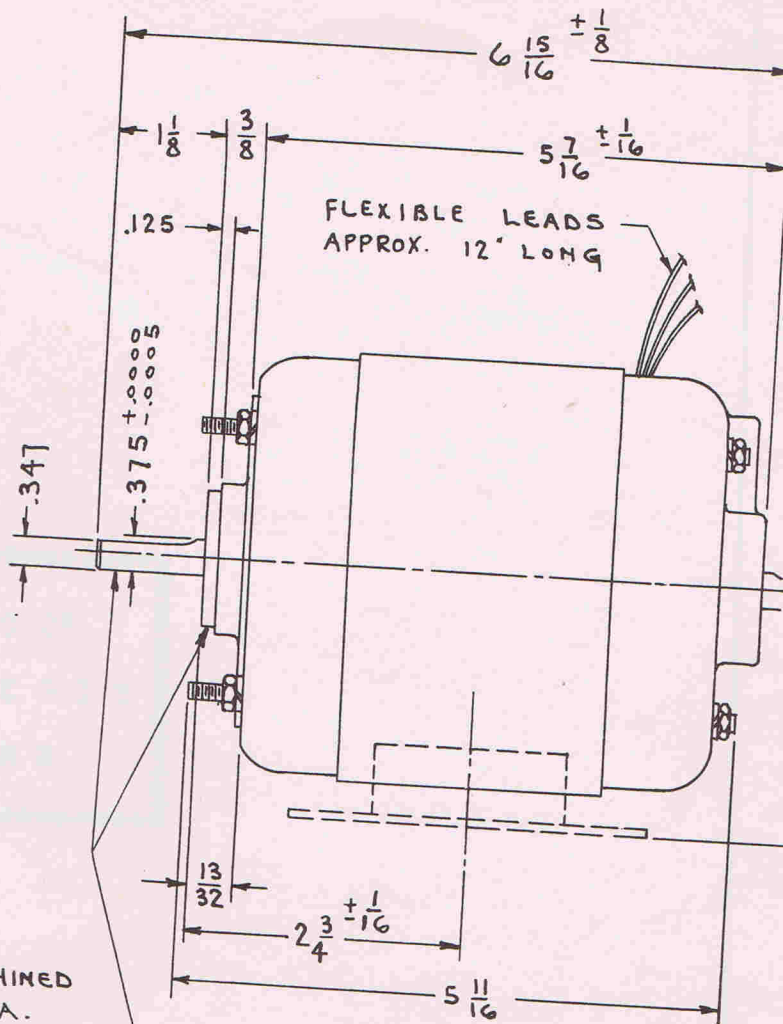 6 15/16 ± 1/8
1 1/8
3/8
5 7/16 ± 1/16
.125
FLEXIBLE LEADS
APPROX. 12" LONG
.347
.375 +.0000 -.0005
13/32
2 3/4 ± 1/16
5 11/16
A.